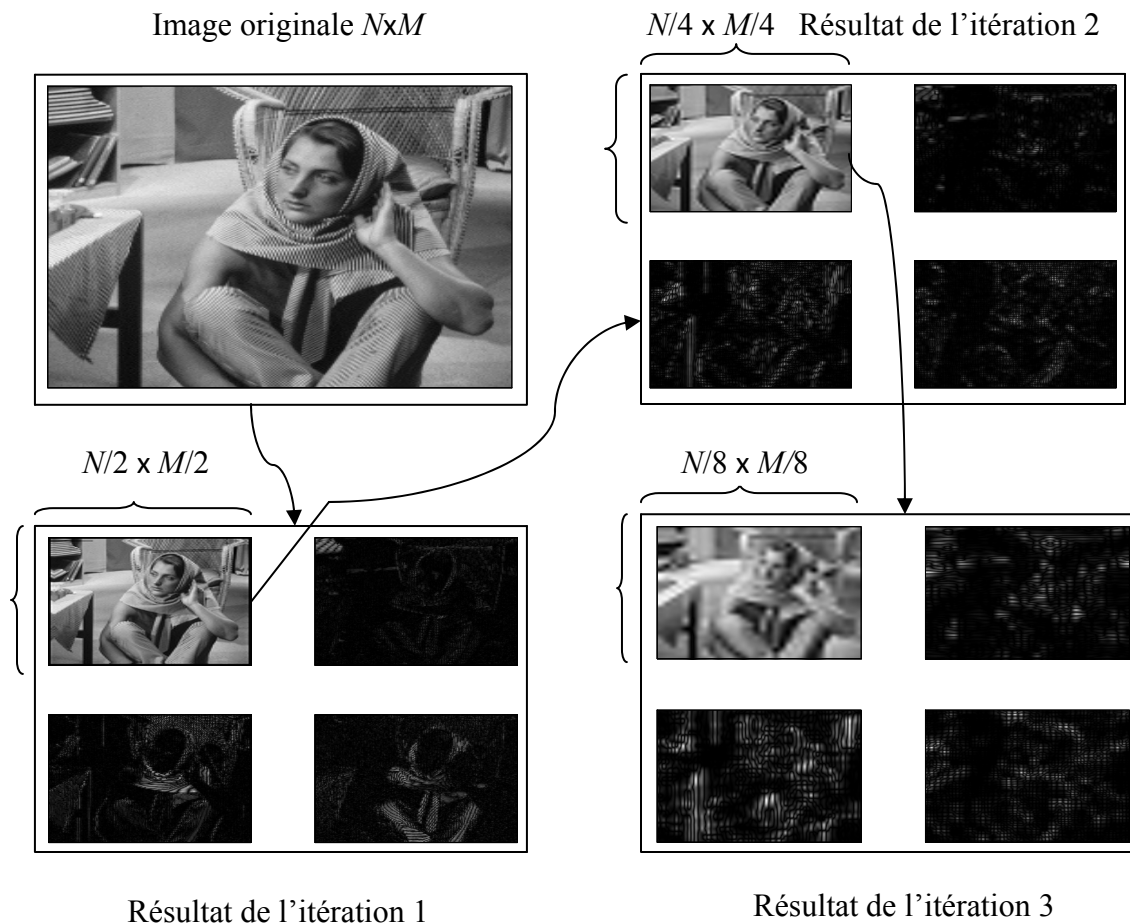 Image originale NxM
N/4 x M/4 Résultat de l’itération 2
N/2 x M/2
N/8 x M/8
Résultat de l’itération 1
Résultat de l’itération 3